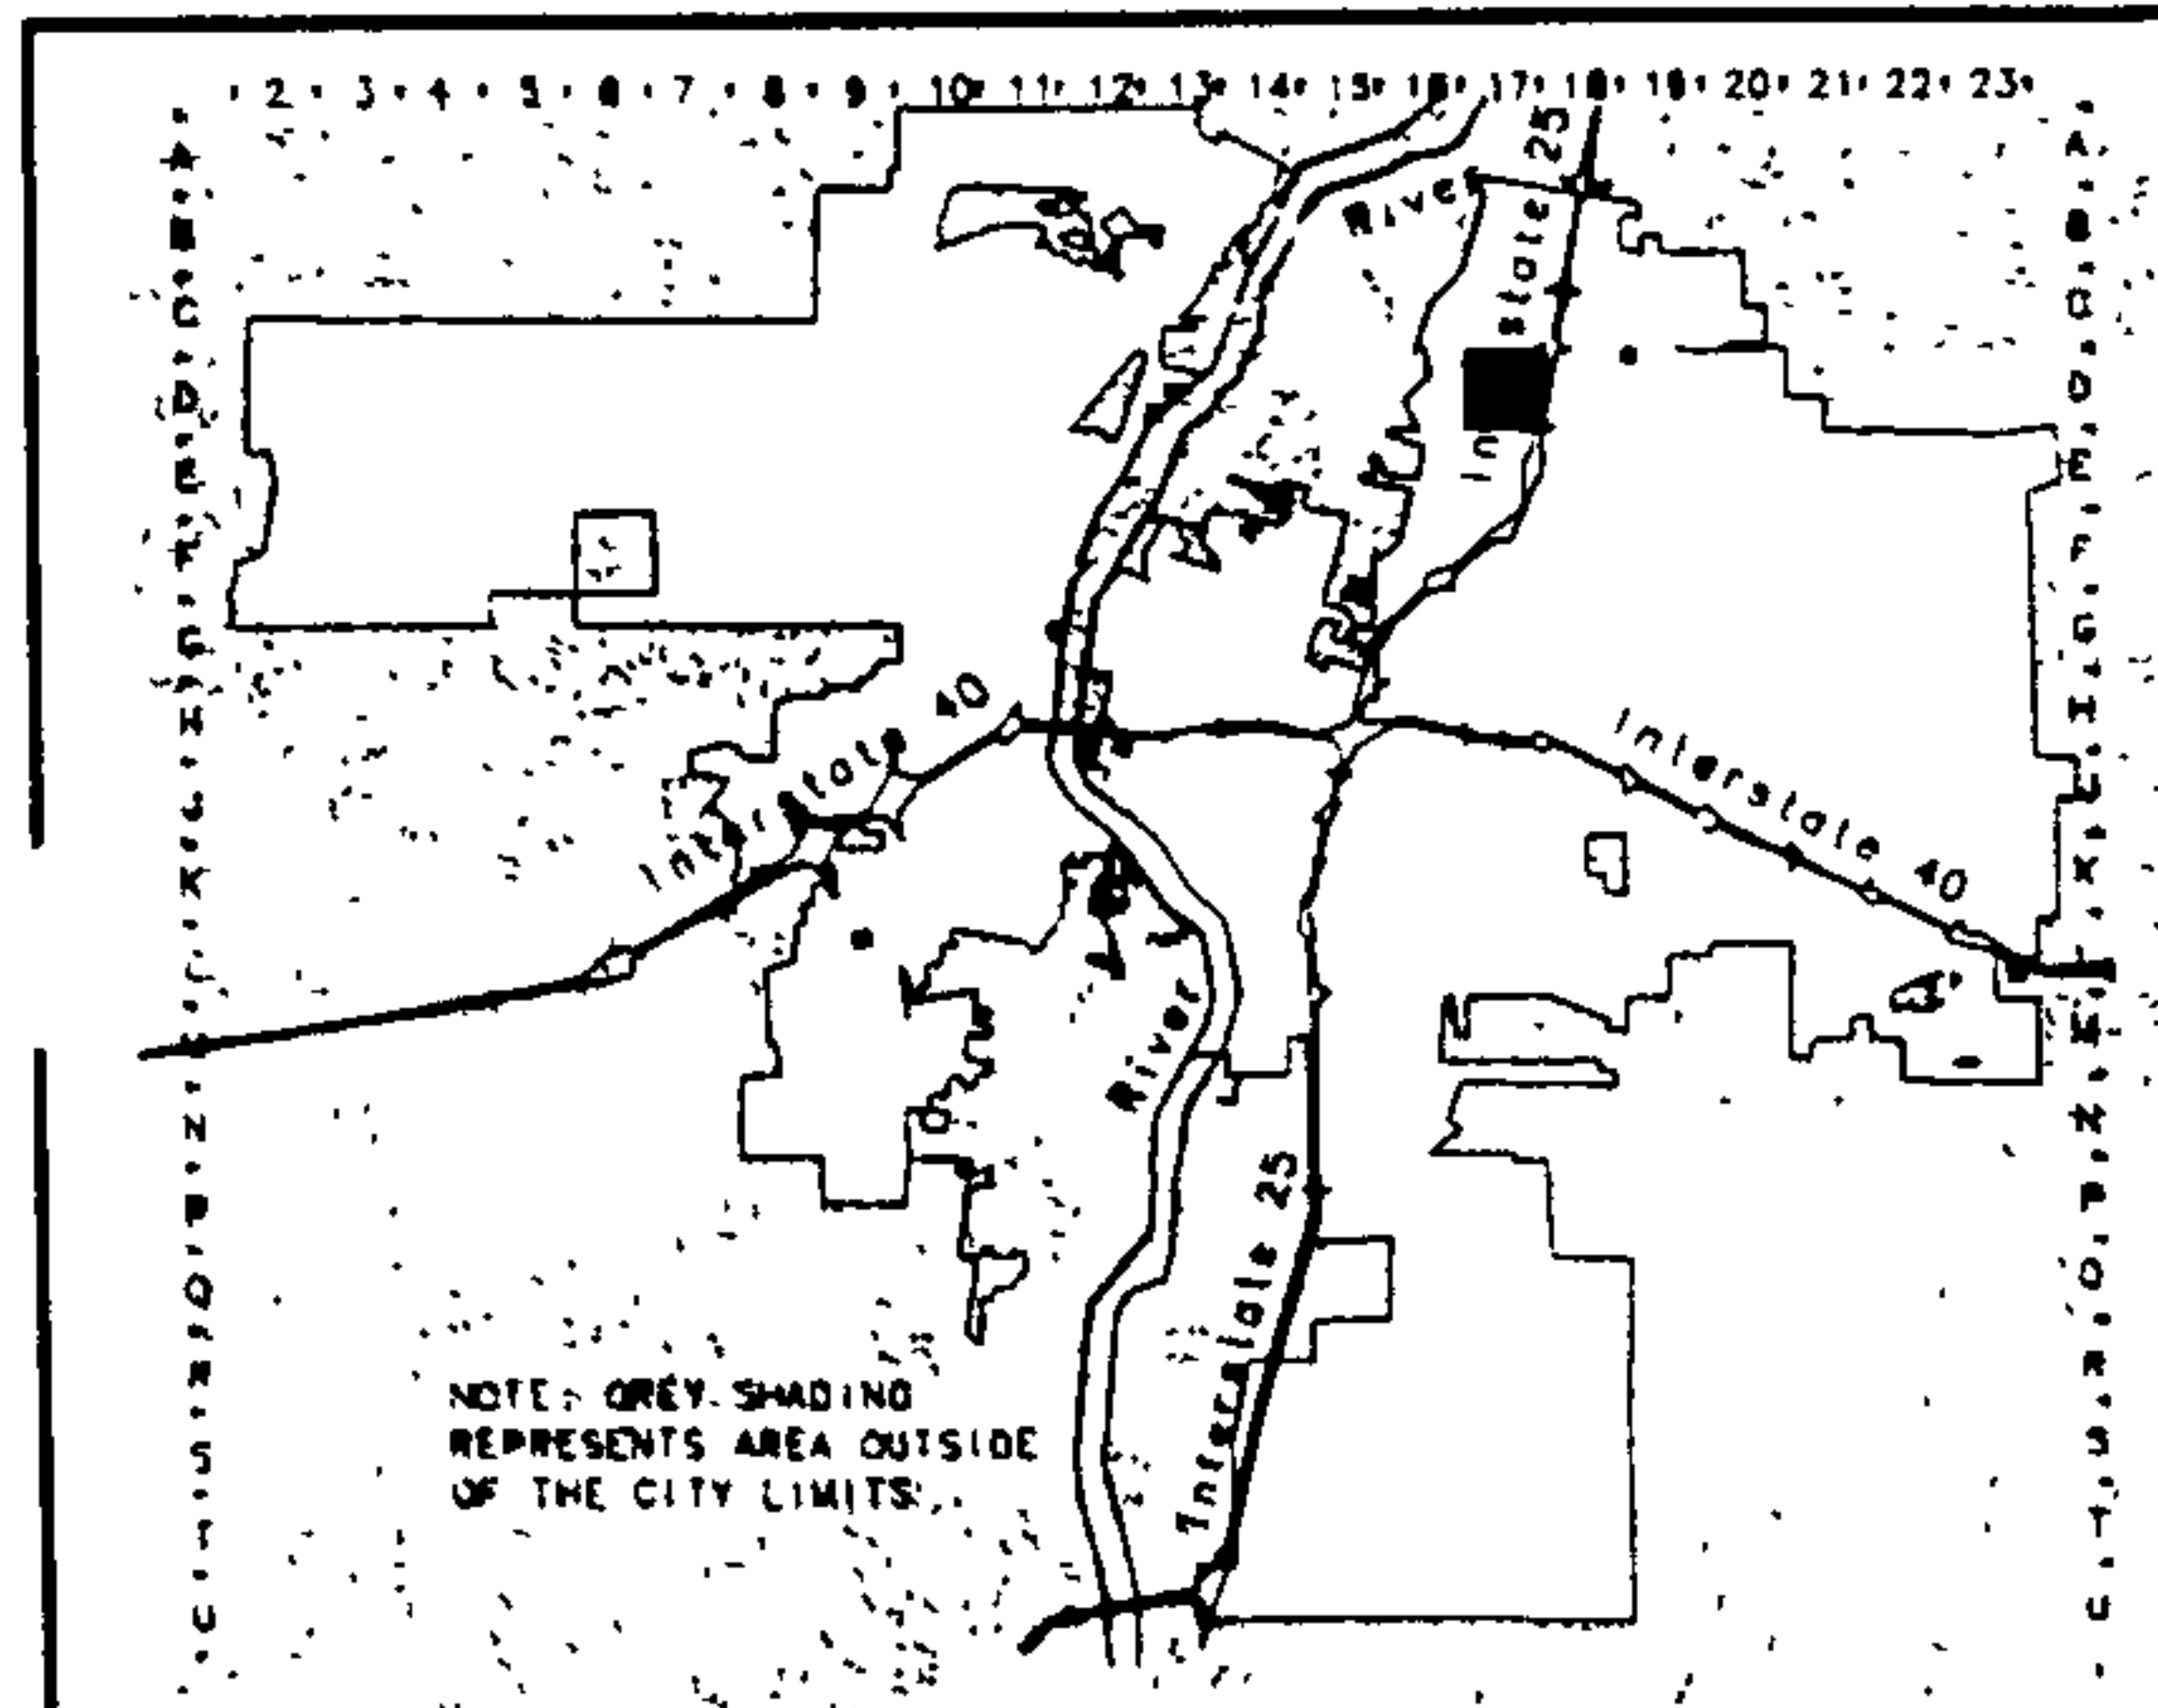 2 3 4 5 6 7 8 9 10 11 12 13 14 15 16 17 18 19 20 21 22 23
A A
B B
C C
D D
E E
F F
G G
H H
J J
K K
L L
M M
N N
P P
Q Q
R R
S S
T T
U U
River
Interstate 25
Interstate 40
Interstate 40
River
Interstate 25
NOTE: GREY SHADING
REPRESENTS AREA OUTSIDE
OF THE CITY LIMITS.